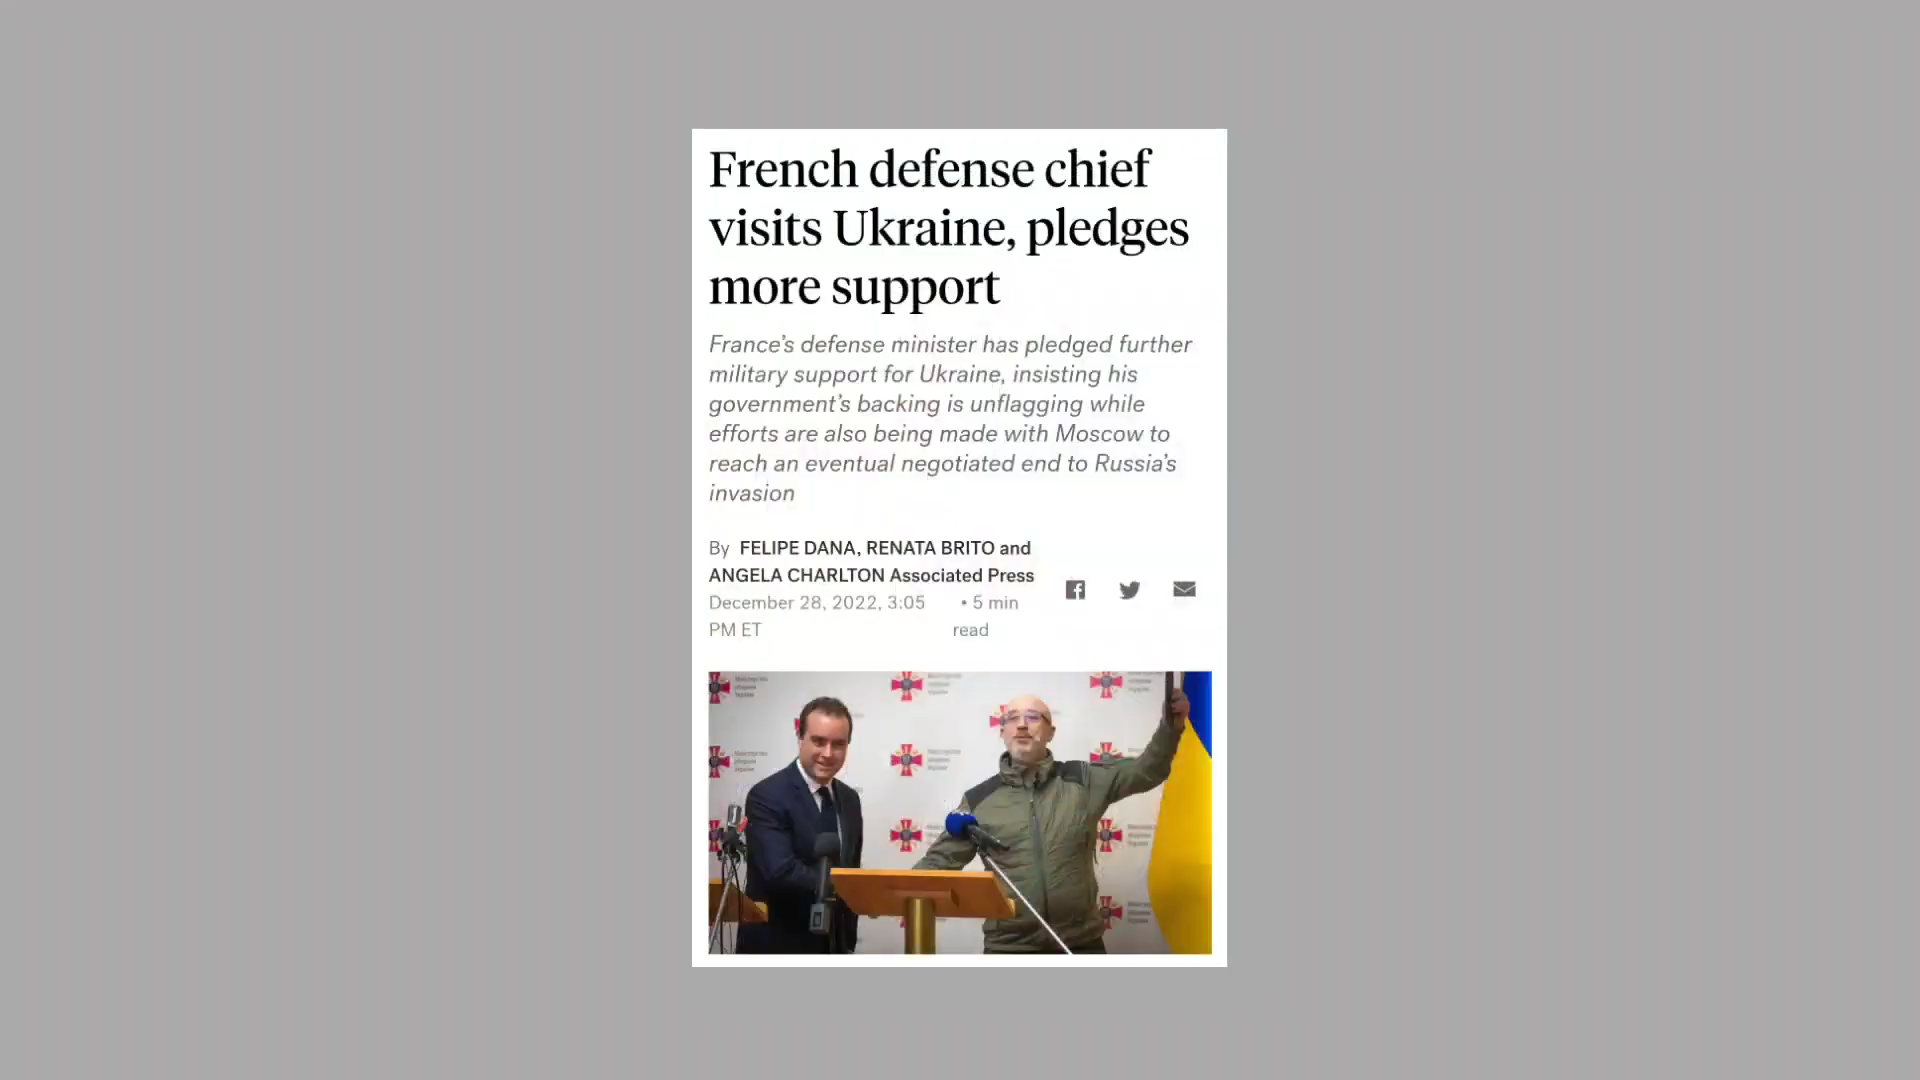 French defense chief
visits Ukraine, pledges
more support
France's defense minister has pledged further
military support for Ukraine, insisting his
government's backing is unflagging while
efforts are also being made with Moscow to
reach an eventual negotiated end to Russia's
invasion
By FELIPE DANA, RENATA BRITO and
ANGELA CHARLTON Associated Press
December 28, 2022, 3:05 PM ET
• 5 min read